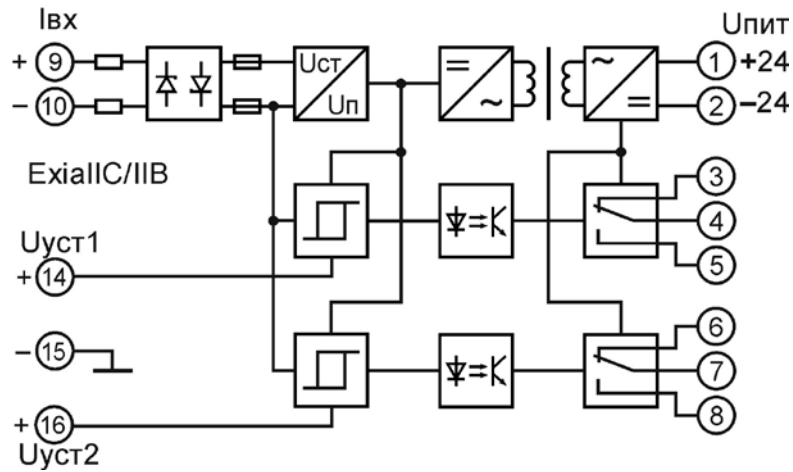 Iвх
Uпит
+ 9
Uст
Uп
=
~
~
=
1 +24
– 10
2 –24
ExiaIIC/IIB
3
4
5
Uуст1
+ 14
– 15
6
7
8
+ 16
Uуст2